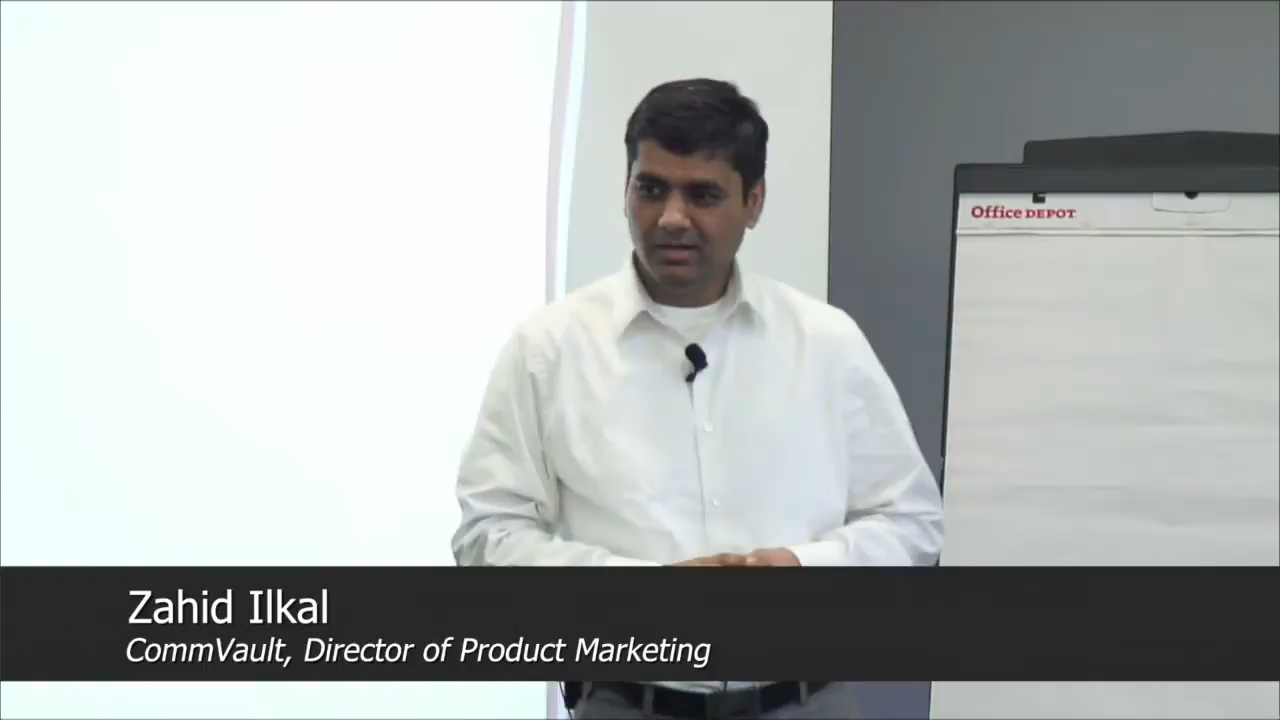 Office DEPOT
Zahid Ilkal
CommVault, Director of Product Marketing